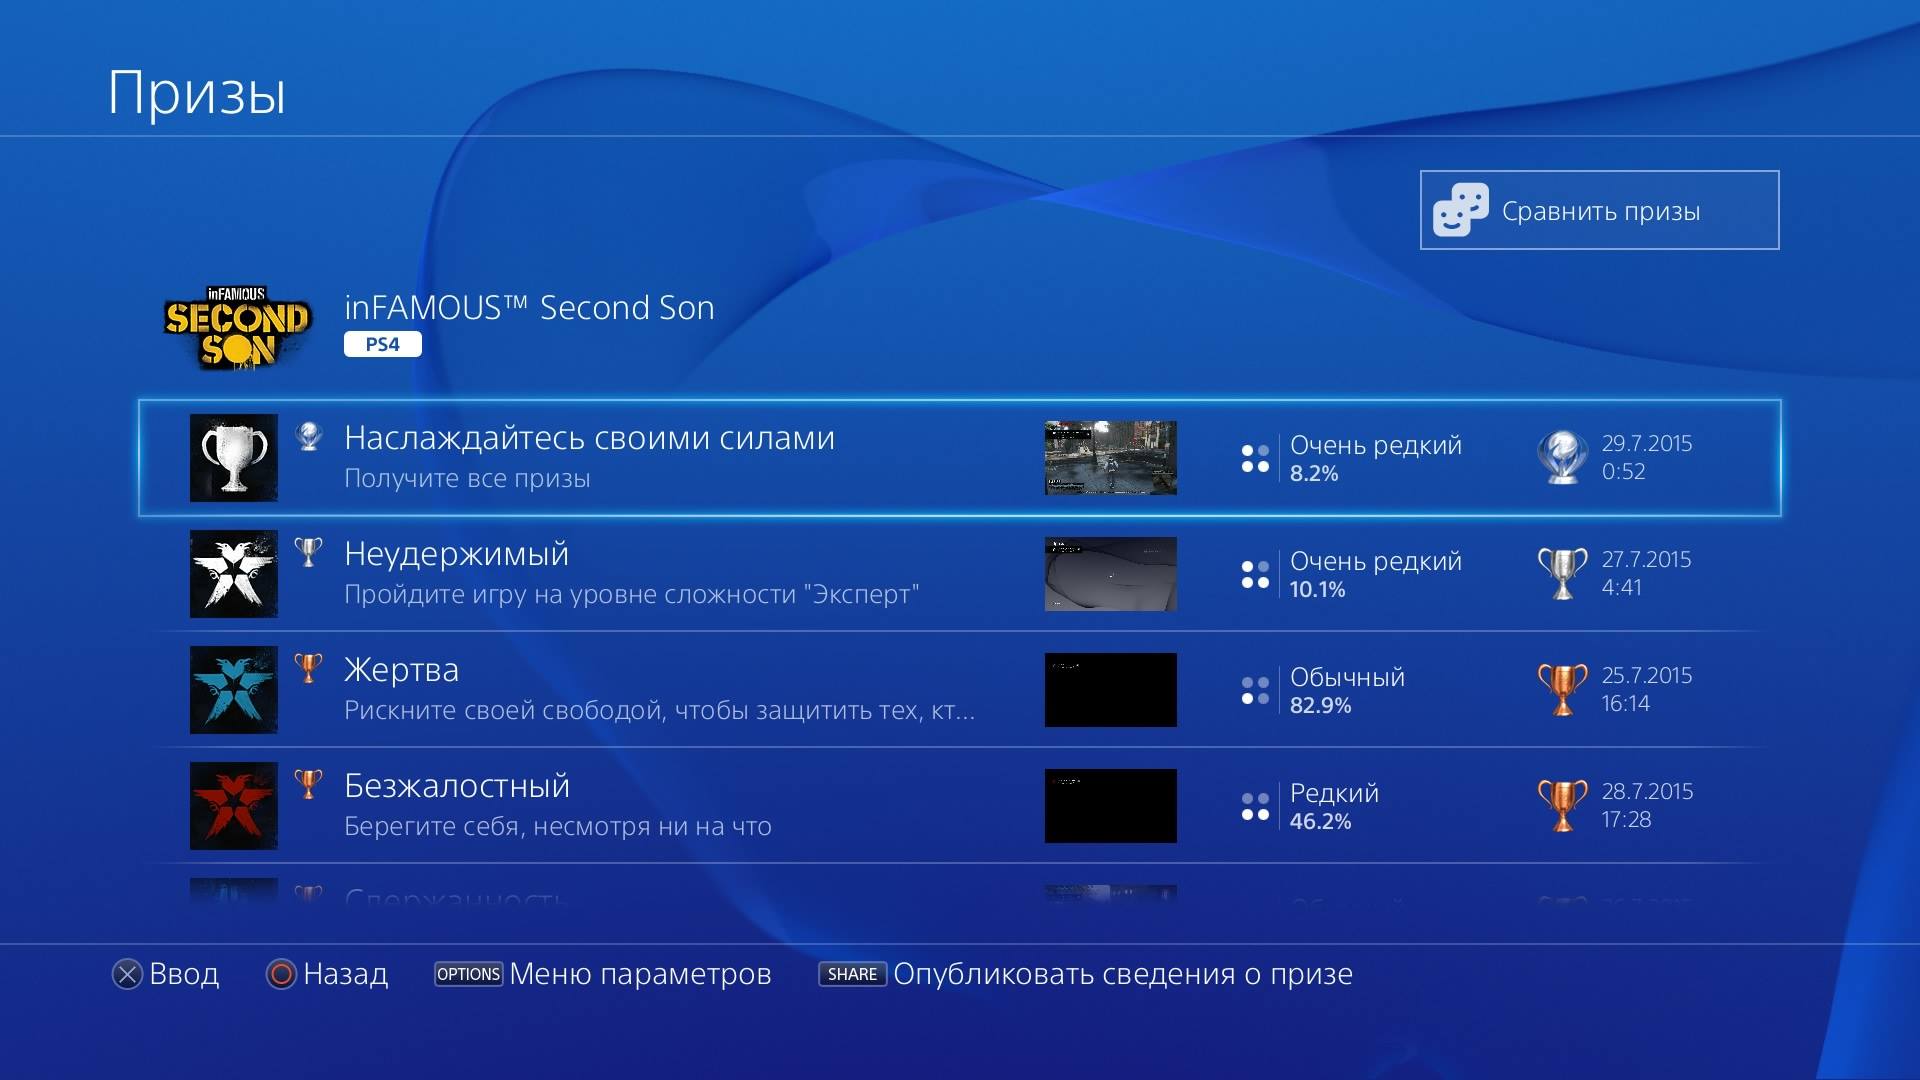 Призы
Сравнить призы
inFAMOUS
SECOND
SON
inFAMOUS™ Second Son
PS4
Наслаждайтесь своими силами
Получите все призы
Очень редкий
8.2%
29.7.2015
0:52
Неудержимый
Пройдите игру на уровне сложности "Эксперт"
Очень редкий
10.1%
27.7.2015
4:41
Жертва
Рискните своей свободой, чтобы защитить тех, кт...
Обычный
82.9%
25.7.2015
16:14
Безжалостный
Берегите себя, несмотря ни на что
Редкий
46.2%
28.7.2015
17:28
Сдержанность
Ввод
Назад
OPTIONS Меню параметров
SHARE Опубликовать сведения о призе